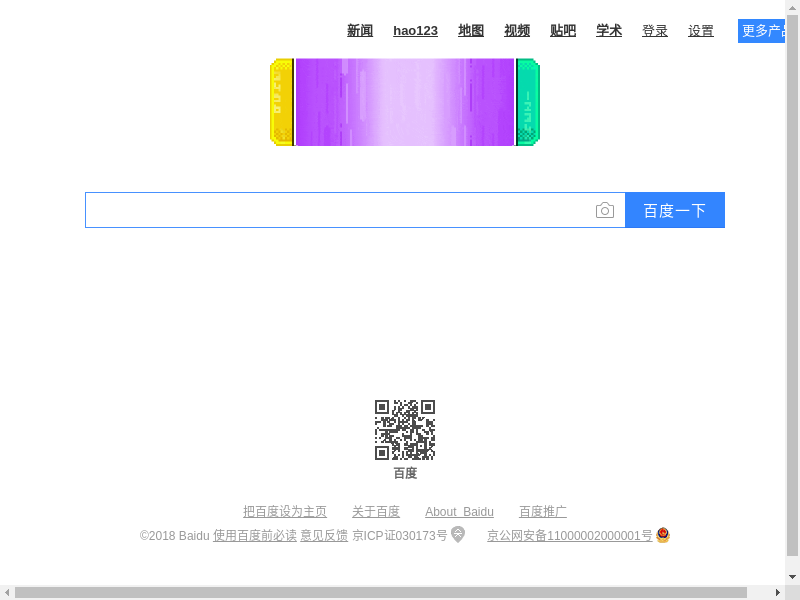 新闻 hao123 地图 视频 贴吧 学术 登录 设置 更多产品
百度一下
百度
把百度设为主页 关于百度 About Baidu 百度推广
©2018 Baidu 使用百度前必读 意见反馈 京ICP证030173号 京公网安备11000002000001号